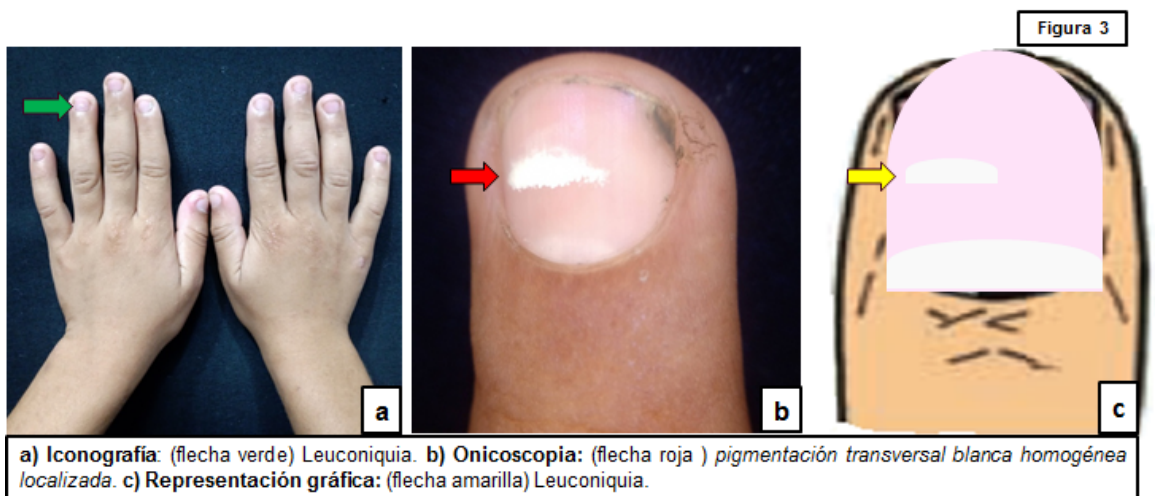 Figura 3
a
b
c
a) Iconografía: (flecha verde) Leuconiquia. b) Onicoscopia: (flecha roja ) pigmentación transversal blanca homogénea
localizada. c) Representación gráfica: (flecha amarilla) Leuconiquia.